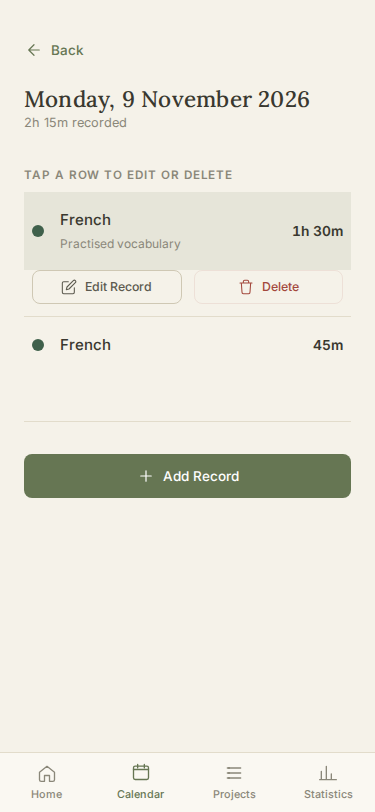 Back
Monday, 9 November 2026
2h 15m recorded
TAP A ROW TO EDIT OR DELETE
French
Practised vocabulary
1h 30m
Edit Record
Delete
French
45m
Add Record
Home
Calendar
Projects
Statistics